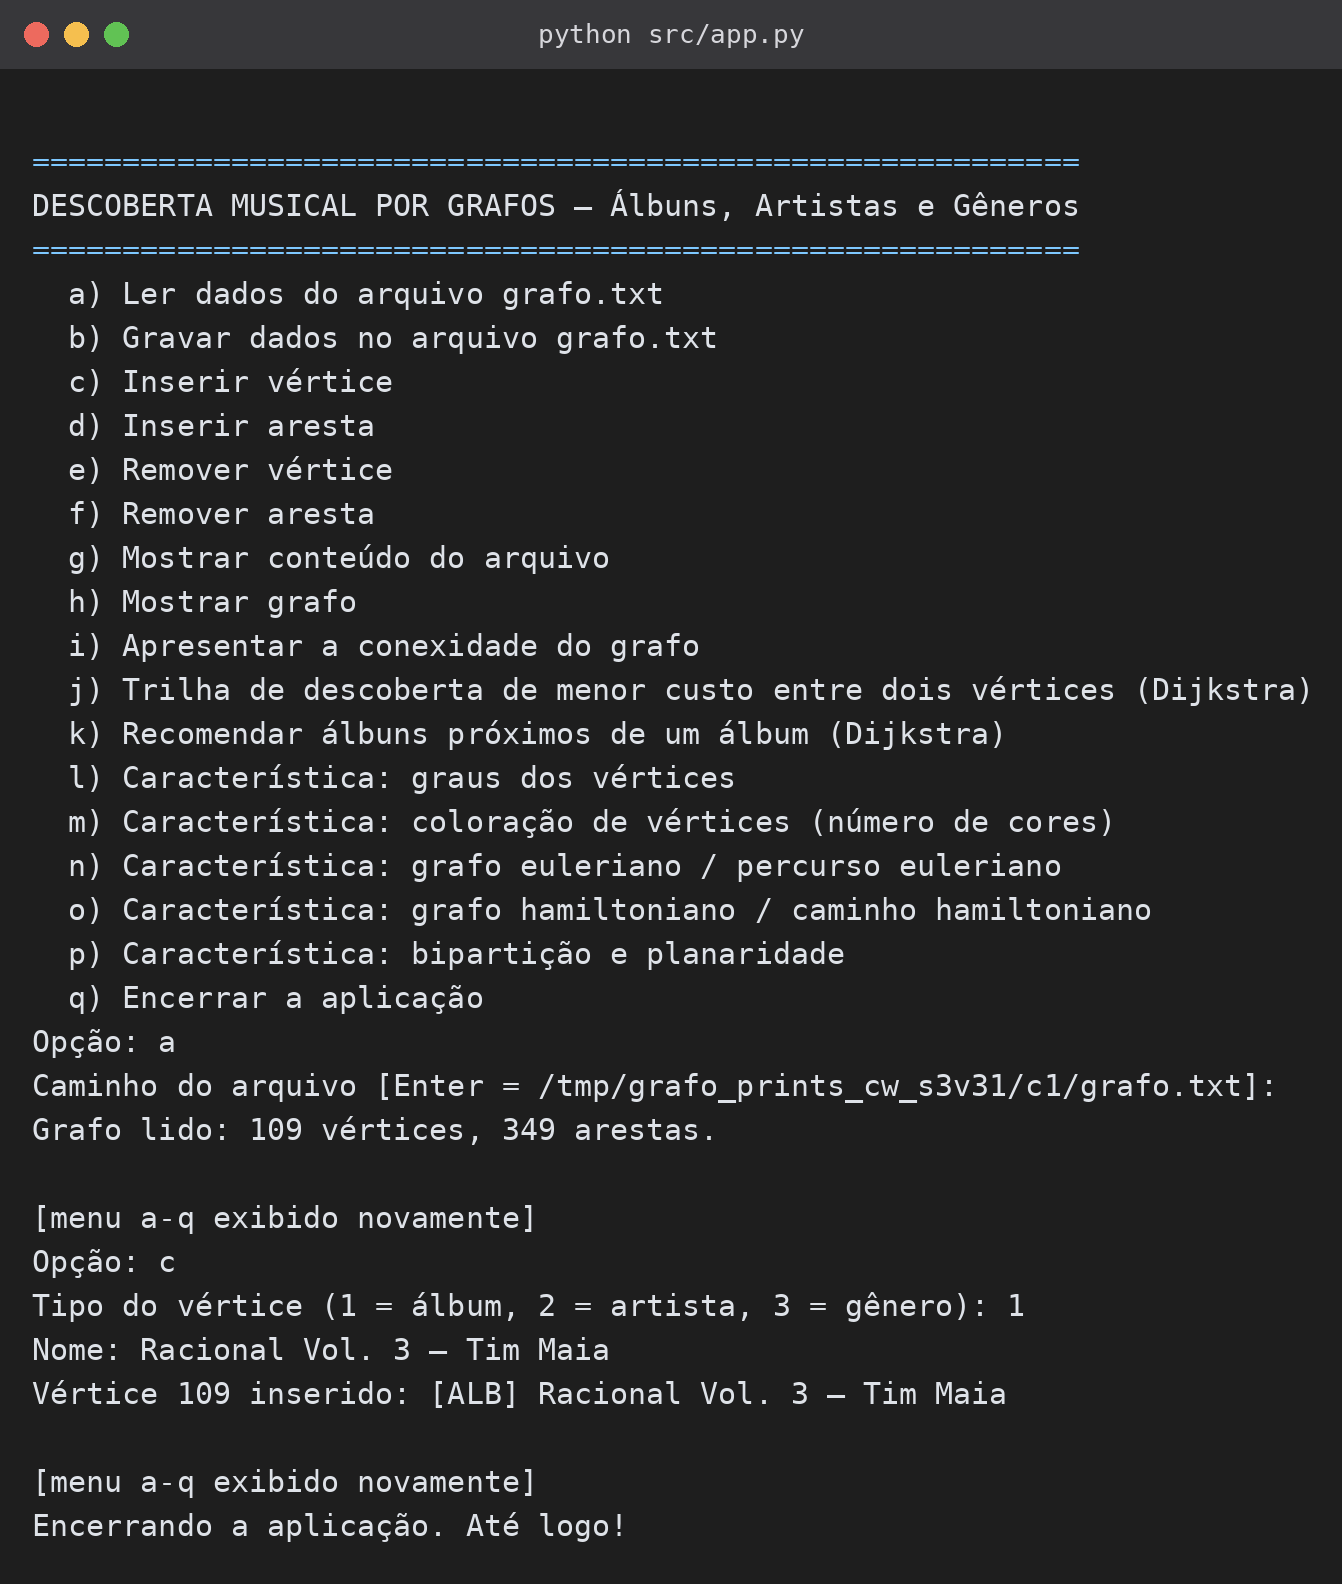 python src/app.py
==========================================================
DESCOBERTA MUSICAL POR GRAFOS — Álbuns, Artistas e Gêneros
==========================================================
  a) Ler dados do arquivo grafo.txt
  b) Gravar dados no arquivo grafo.txt
  c) Inserir vértice
  d) Inserir aresta
  e) Remover vértice
  f) Remover aresta
  g) Mostrar conteúdo do arquivo
  h) Mostrar grafo
  i) Apresentar a conexidade do grafo
  j) Trilha de descoberta de menor custo entre dois vértices (Dijkstra)
  k) Recomendar álbuns próximos de um álbum (Dijkstra)
  l) Característica: graus dos vértices
  m) Característica: coloração de vértices (número de cores)
  n) Característica: grafo euleriano / percurso euleriano
  o) Característica: grafo hamiltoniano / caminho hamiltoniano
  p) Característica: bipartição e planaridade
  q) Encerrar a aplicação
Opção: a
Caminho do arquivo [Enter = /tmp/grafo_prints_cw_s3v31/c1/grafo.txt]:
Grafo lido: 109 vértices, 349 arestas.
[menu a-q exibido novamente]
Opção: c
Tipo do vértice (1 = álbum, 2 = artista, 3 = gênero): 1
Nome: Racional Vol. 3 — Tim Maia
Vértice 109 inserido: [ALB] Racional Vol. 3 — Tim Maia
[menu a-q exibido novamente]
Encerrando a aplicação. Até logo!